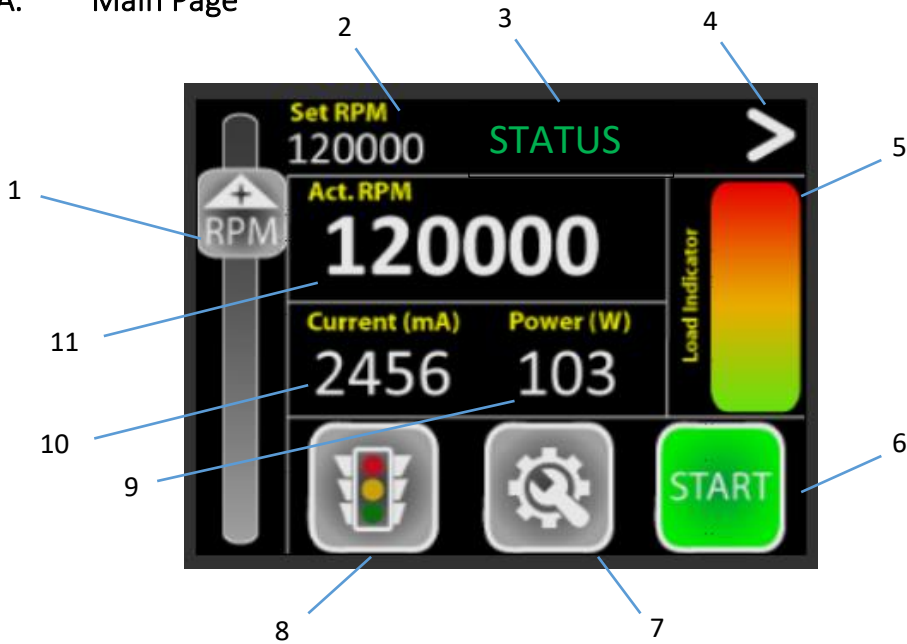 A. Main Page
2
3
4
Set RPM
120000
STATUS
>
5
1
+
RPM
Act. RPM
120000
Load Indicator
11
Current (mA)
Power (W)
2456
103
10
9
6
START
8
7